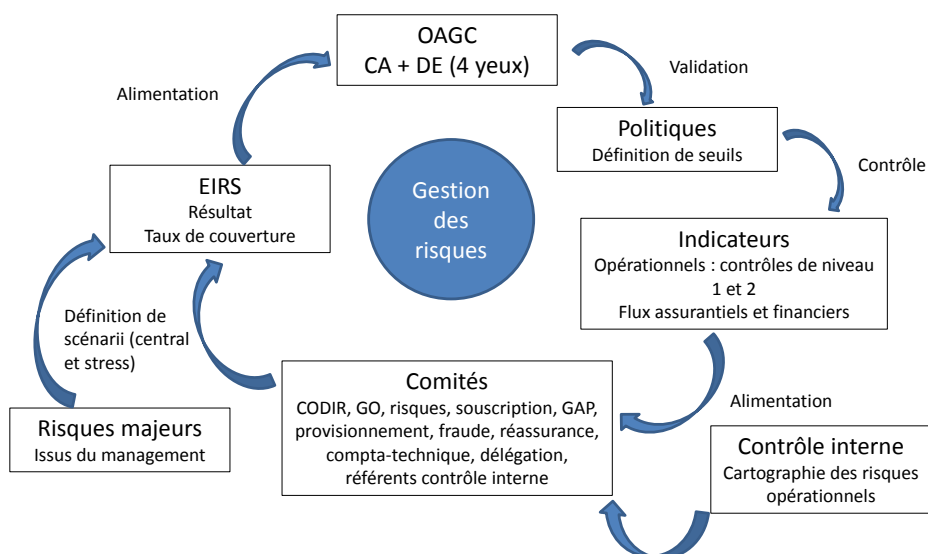 OAGC
CA + DE (4 yeux)
Validation
Alimentation
Politiques
Définition de seuils
Contrôle
EIRS
Résultat
Taux de couverture
Gestion
des
risques
Indicateurs
Opérationnels : contrôles de niveau
1 et 2
Flux assurantiels et financiers
Définition de
scénarii (central
et stress)
Comités
CODIR, GO, risques, souscription, GAP,
provisionnement, fraude, réassurance,
compta-technique, délégation,
référents contrôle interne
Alimentation
Risques majeurs
Issus du management
Contrôle interne
Cartographie des risques
opérationnels